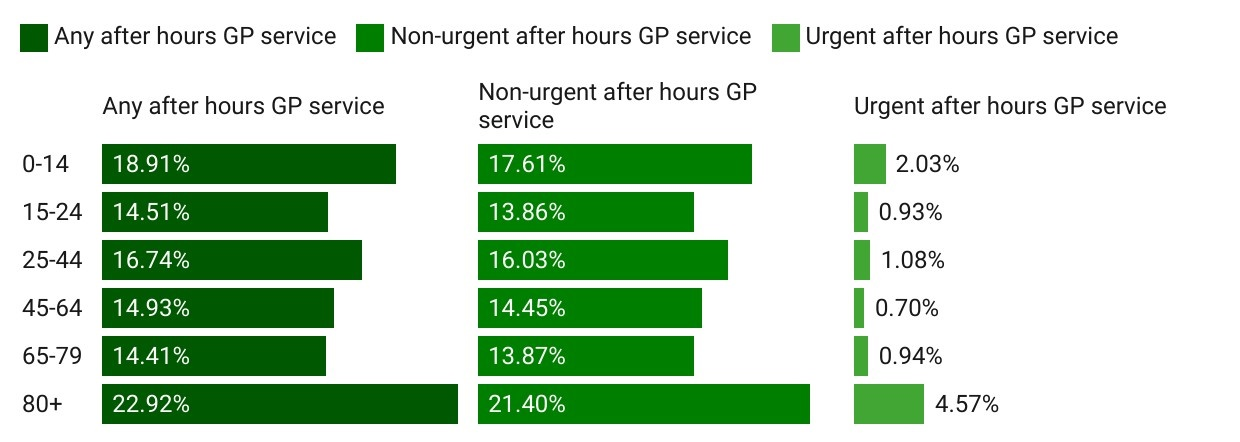 Any after hours GP service Non-urgent after hours GP service Urgent after hours GP service
Any after hours GP service
Non-urgent after hours GP
service
Urgent after hours GP service
0-14 18.91% 17.61% 2.03%
15-24 14.51% 13.86% 0.93%
25-44 16.74% 16.03% 1.08%
45-64 14.93% 14.45% 0.70%
65-79 14.41% 13.87% 0.94%
80+ 22.92% 21.40% 4.57%